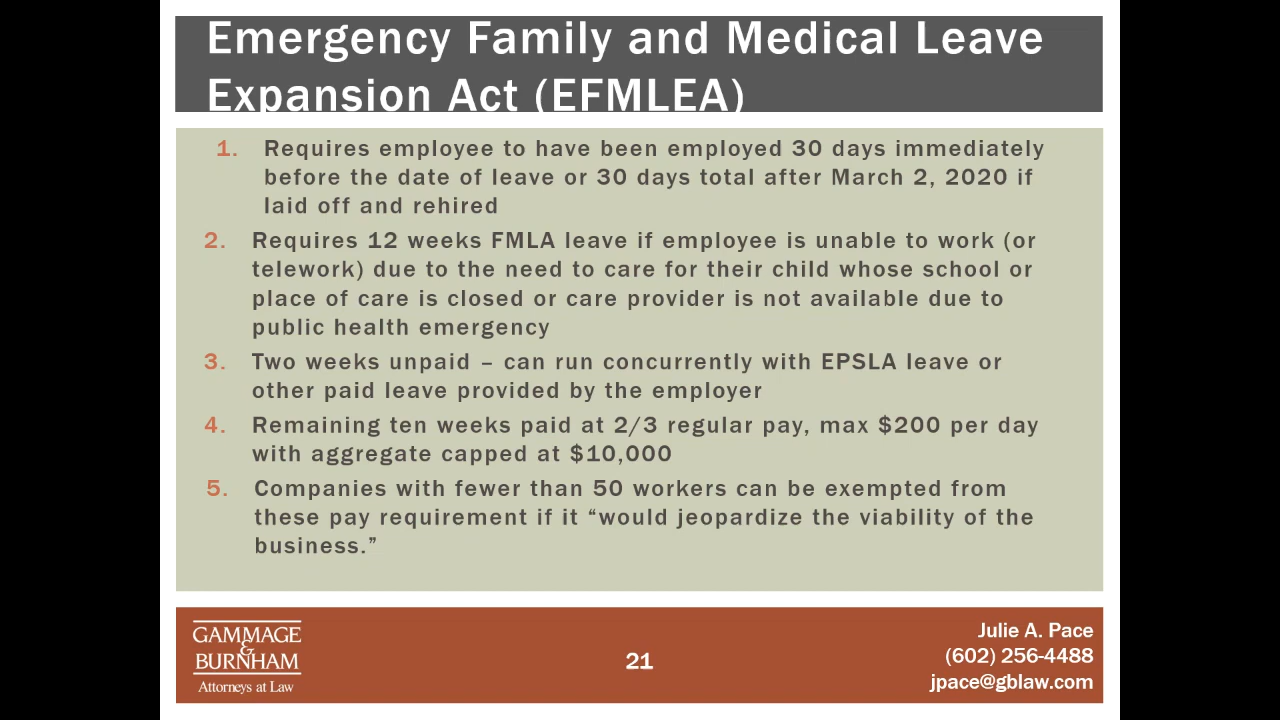 Emergency Family and Medical Leave
Expansion Act (EFMLEA)
1. Requires employee to have been employed 30 days immediately
before the date of leave or 30 days total after March 2, 2020 if
laid off and rehired
2. Requires 12 weeks FMLA leave if employee is unable to work (or
telework) due to the need to care for their child whose school or
place of care is closed or care provider is not available due to
public health emergency
3. Two weeks unpaid – can run concurrently with EPSLA leave or
other paid leave provided by the employer
4. Remaining ten weeks paid at 2/3 regular pay, max $200 per day
with aggregate capped at $10,000
5. Companies with fewer than 50 workers can be exempted from
these pay requirement if it “would jeopardize the viability of the
business.”
GAMMAGE
&
BURNHAM
Attorneys at Law
21
Julie A. Pace
(602) 256-4488
jpace@gblaw.com